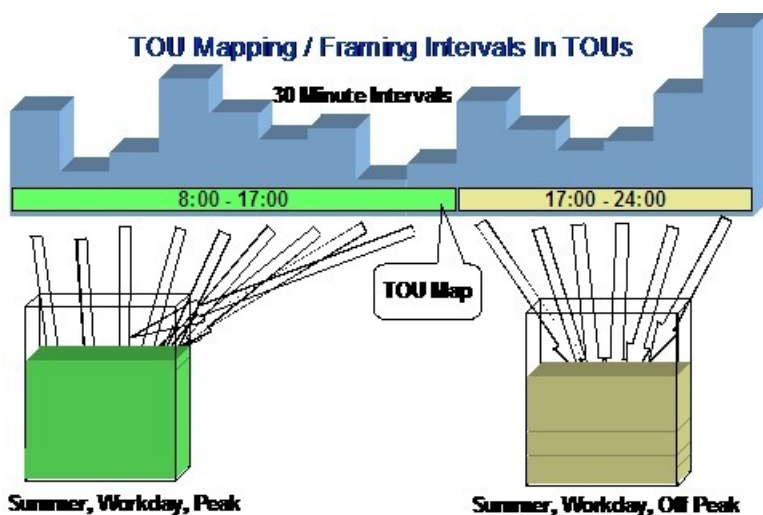 TOU Mapping / Framing Intervals In TOUs
30 Minute Intervals
8:00 - 17:00
17:00 - 24:00
TOU Map
Summer, Workday, Peak
Summer, Workday, Off Peak